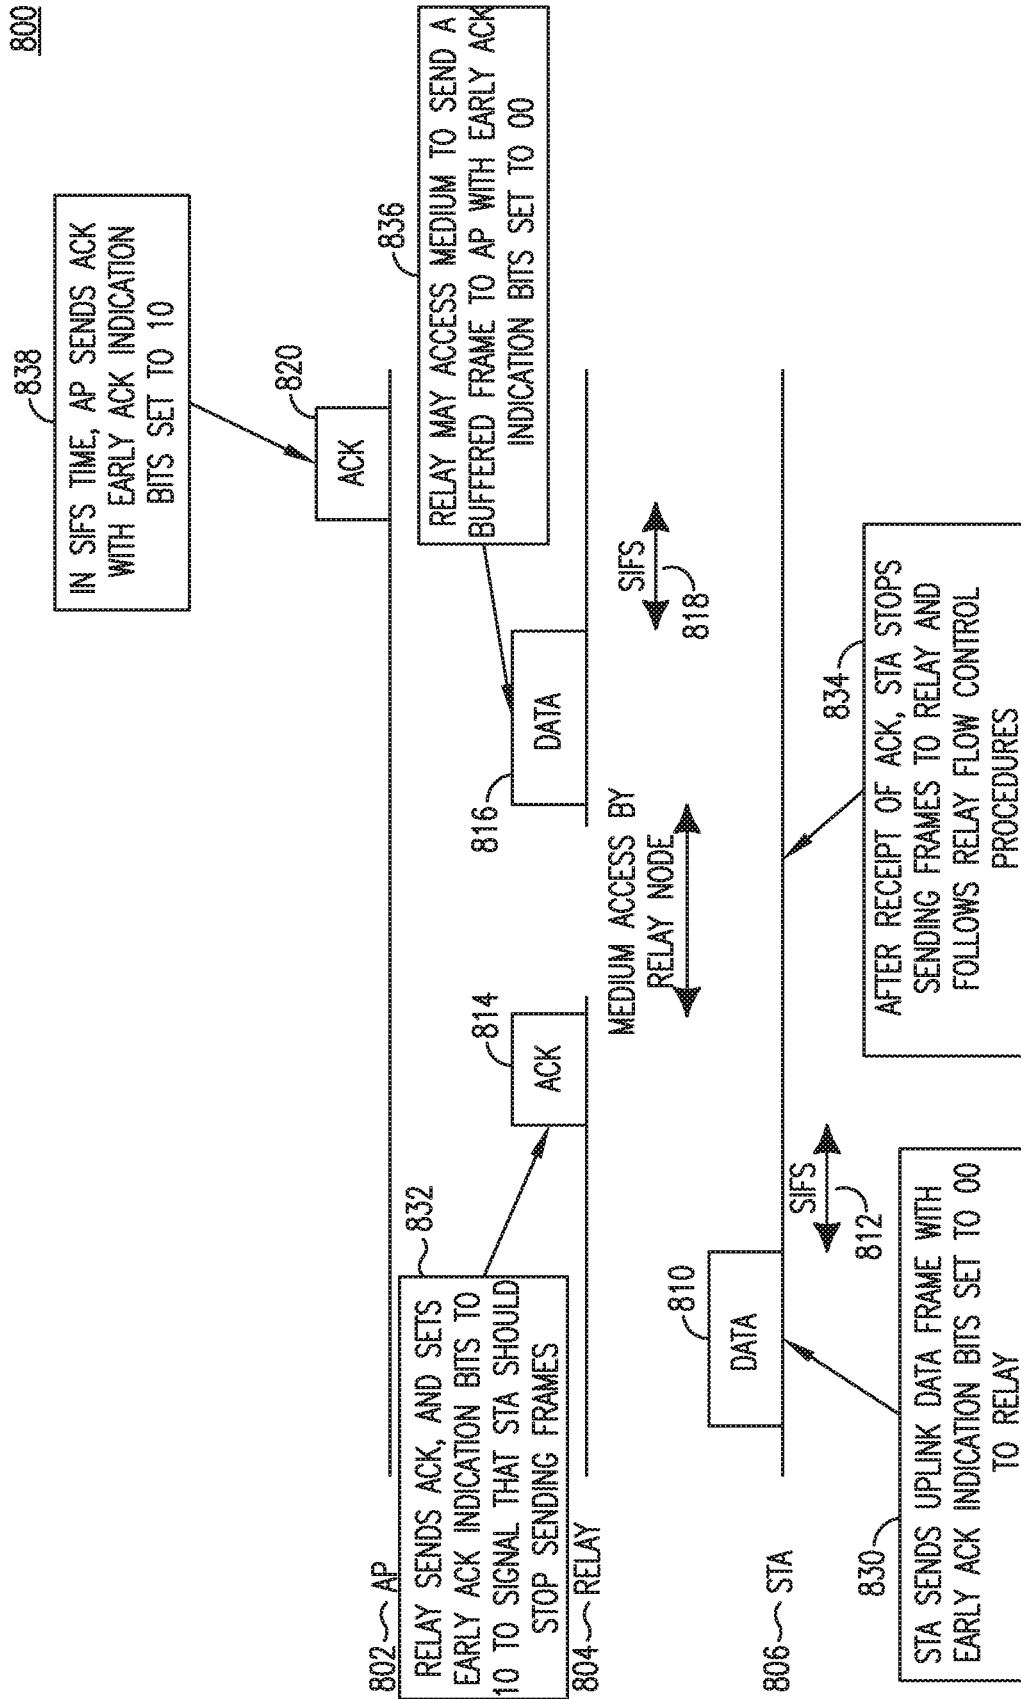 800
838
IN SIFS TIME, AP SENDS ACK
WITH EARLY ACK INDICATION
BITS SET TO 10
820
ACK
836
RELAY MAY ACCESS MEDIUM TO SEND A
BUFFERED FRAME TO AP WITH EARLY ACK
INDICATION BITS SET TO 00
832
RELAY SENDS ACK, AND SETS
EARLY ACK INDICATION BITS TO
10 TO SIGNAL THAT STA SHOULD
STOP SENDING FRAMES
802
AP
814
ACK
816
DATA
804
RELAY
MEDIUM ACCESS BY
RELAY NODE
SIFS
818
810
DATA
806
STA
SIFS
812
834
AFTER RECEIPT OF ACK, STA STOPS
SENDING FRAMES TO RELAY AND
FOLLOWS RELAY FLOW CONTROL
PROCEDURES
830
STA SENDS UPLINK DATA FRAME WITH
EARLY ACK INDICATION BITS SET TO 00
TO RELAY